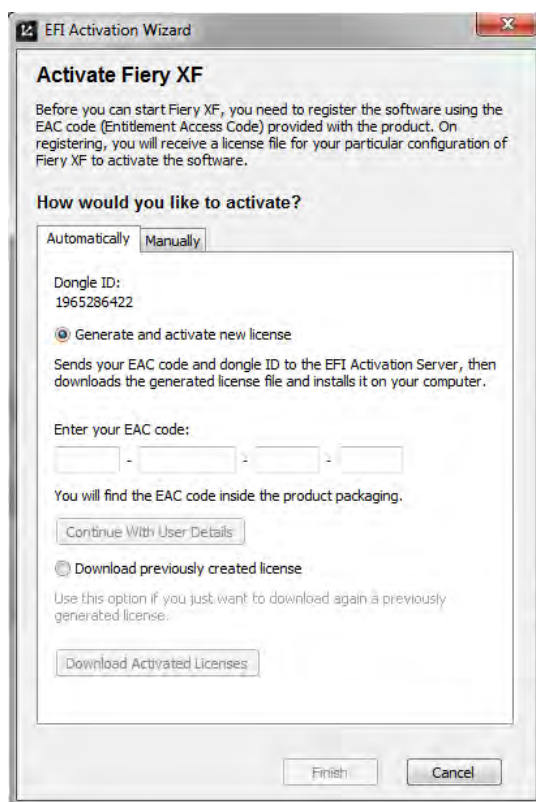 EFI Activation Wizard
Activate Fiery XF
Before you can start Fiery XF, you need to register the software using the
EAC code (Entitlement Access Code) provided with the product. On
registering, you will receive a license file for your particular configuration of
Fiery XF to activate the software.
How would you like to activate?
Automatically Manually
Dongle ID:
1965286422
Generate and activate new license
Sends your EAC code and dongle ID to the EFI Activation Server, then
downloads the generated license file and installs it on your computer.
Enter your EAC code:
- - -
You will find the EAC code inside the product packaging.
Continue With User Details
Download previously created license
Use this option if you just want to download again a previously
generated license.
Download Activated Licenses
Finish Cancel